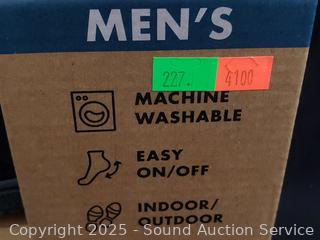 MEN'S
227.
4100
MACHINE
WASHABLE
EASY
ON/OFF
INDOOR/
OUTDOOR
Copyright 2025 - Sound Auction Service